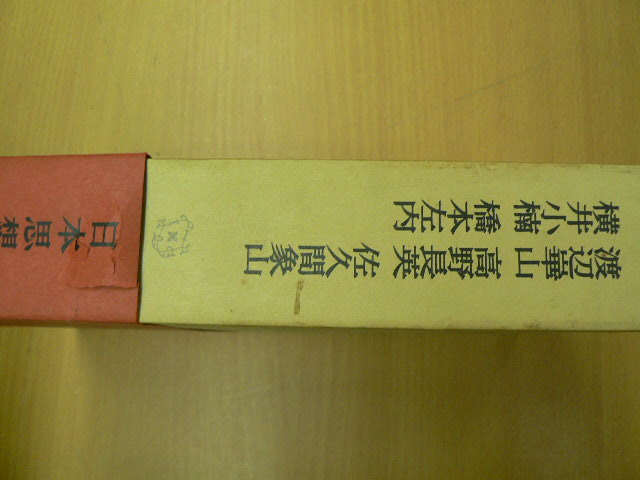 渡辺崋山 高野長英 佐久間象山
横井小楠 橋本左内
日本思想